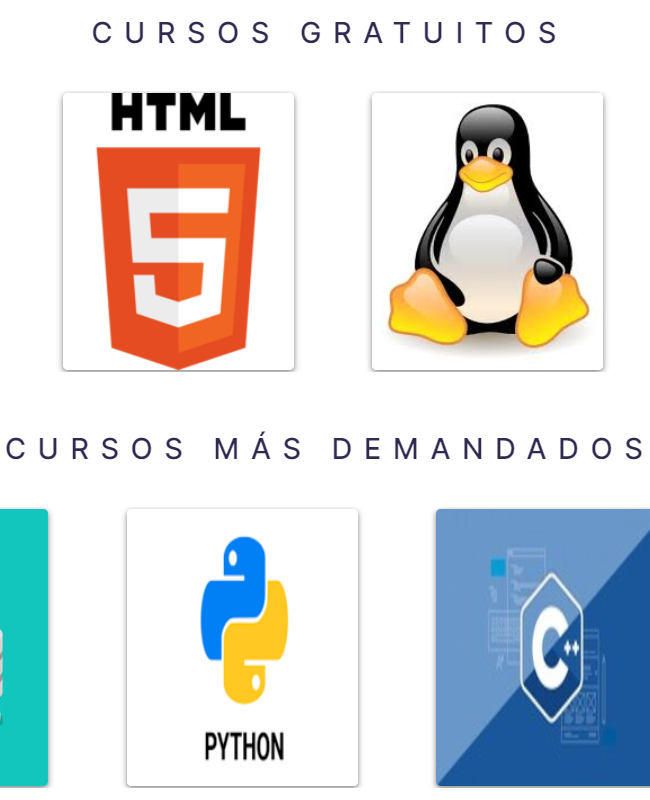 CURSOS GRATUITOS
HTML
5
CURSOS MÁS DEMANDADOS
PYTHON
C++